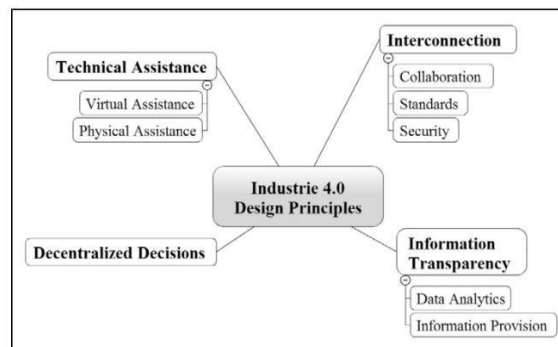 Technical Assistance
Virtual Assistance
Physical Assistance
Interconnection
Collaboration
Standards
Security
Industrie 4.0
Design Principles
Decentralized Decisions
Information
Transparency
Data Analytics
Information Provision